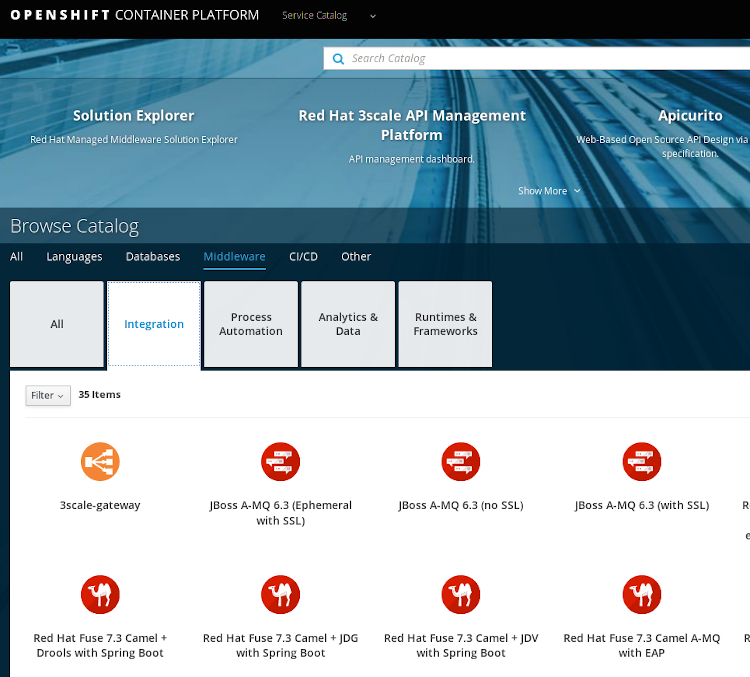 OPENSHIFT CONTAINER PLATFORM Service Catalog
Search Catalog
Solution Explorer
Red Hat Managed Middleware Solution Explorer
Red Hat 3scale API Management
Platform
API management dashboard.
Apicurito
Web-Based Open Source API Design via
specification.
Show More
Browse Catalog
All Languages Databases Middleware CI/CD Other
All
Integration
Process
Automation
Analytics &
Data
Runtimes &
Frameworks
Filter 35 Items
3scale-gateway
JBoss A-MQ 6.3 (Ephemeral
with SSL)
JBoss A-MQ 6.3 (no SSL)
JBoss A-MQ 6.3 (with SSL)
Red Hat Fuse 7.3 Camel +
Drools with Spring Boot
Red Hat Fuse 7.3 Camel + JDG
with Spring Boot
Red Hat Fuse 7.3 Camel + JDV
with Spring Boot
Red Hat Fuse 7.3 Camel A-MQ
with EAP